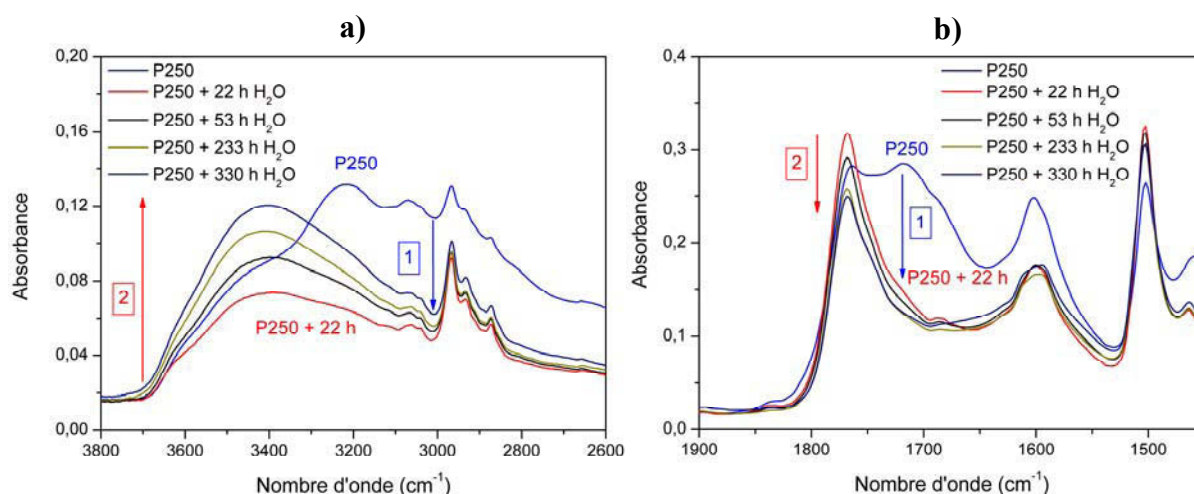 a)
0,20
0,16
0,12
0,08
0,04
0,00
Absorbance
P250
P250 + 22 h H₂O
P250 + 53 h H₂O
P250 + 233 h H₂O
P250 + 330 h H₂O
P250
1
2
P250 + 22 h
3800 3600 3400 3200 3000 2800 2600
Nombre d'onde (cm⁻¹)
b)
0,4
0,3
0,2
0,1
0,0
Absorbance
P250
P250 + 22 h H₂O
P250 + 53 h H₂O
P250 + 233 h H₂O
P250 + 330 h H₂O
2
P250
1
P250 + 22 h
1900 1800 1700 1600 1500
Nombre d'onde (cm⁻¹)